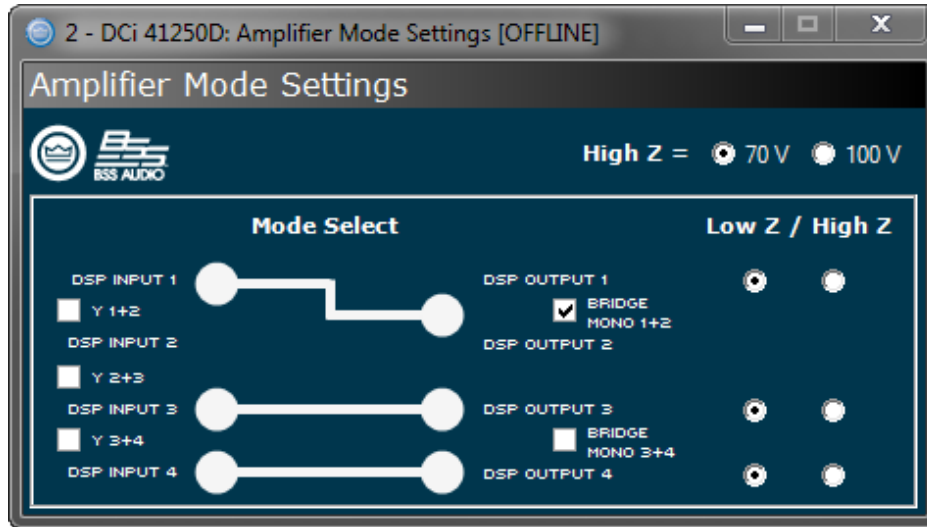 2 - DCi 41250D: Amplifier Mode Settings [OFFLINE]
Amplifier Mode Settings
BSS AUDIO
High Z = 70 V 100 V
Mode Select
Low Z / High Z
DSP INPUT 1
DSP OUTPUT 1
Y 1+2
BRIDGE
MONO 1+2
DSP INPUT 2
DSP OUTPUT 2
Y 2+3
DSP INPUT 3
DSP OUTPUT 3
Y 3+4
BRIDGE
MONO 3+4
DSP INPUT 4
DSP OUTPUT 4